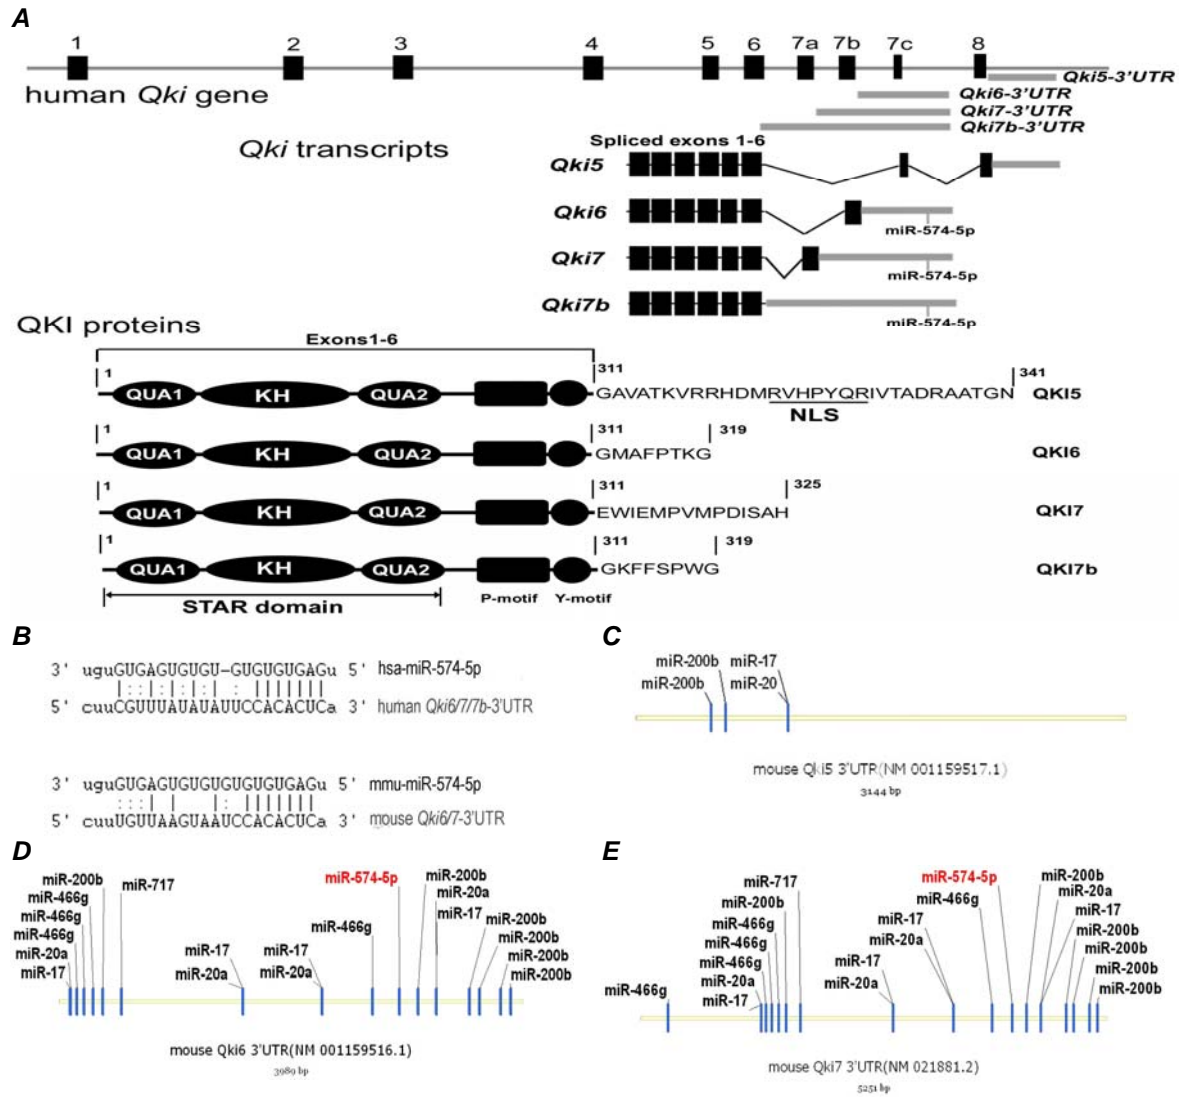 A
1 2 3 4 5 6 7a 7b 7c 8
Qki5-3'UTR
human Qki gene
Qki6-3'UTR
Qki7-3'UTR
Qki7b-3'UTR
Qki transcripts
Spliced exons 1-6
Qki5
Qki6
miR-574-5p
Qki7
miR-574-5p
Qki7b
miR-574-5p
QKI proteins
Exons1-6
1 311 341
QUA1 KH QUA2 GAVATKVRRHDMRVHPYQRIVTADRAATGN QKI5
NLS
1 311 319
QUA1 KH QUA2 GMAFPTKG QKI6
1 311 325
QUA1 KH QUA2 EWIEMPVMPDISAH QKI7
1 311 319
QUA1 KH QUA2 GKFFSPWG QKI7b
STAR domain P-motif Y-motif
B
3' uguGUGAGUGUGU-GUGUGUGAGu 5' hsa-miR-574-5p
5' cuuCGUUUAUAUAUUCCACACUCa 3' human Qki6/7/7b-3'UTR
3' uguGUGAGUGUGUGUGUGUGAGu 5' mmu-miR-574-5p
5' cuuUGUUAAGUAAUCCACACUCa 3' mouse Qki6/7-3'UTR
C
miR-200b miR-17
miR-200b miR-20
mouse Qki5 3'UTR(NM 001159517.1)
3144 bp
D
miR-200b
miR-717
miR-466g
miR-466g
miR-466g
miR-20a
miR-17
miR-17
miR-20a
miR-17
miR-20a
miR-466g
miR-574-5p
miR-200b
miR-20a
miR-17
miR-200b
miR-200b
miR-200b
miR-200b
mouse Qki6 3'UTR(NM 001159516.1)
3989 bp
E
miR-466g
miR-717
miR-200b
miR-466g
miR-466g
miR-466g
miR-20a
miR-17
miR-17
miR-20a
miR-17
miR-20a
miR-574-5p
miR-466g
miR-200b
miR-20a
miR-17
miR-200b
miR-200b
miR-200b
miR-200b
mouse Qki7 3'UTR(NM 021881.2)
5251 bp